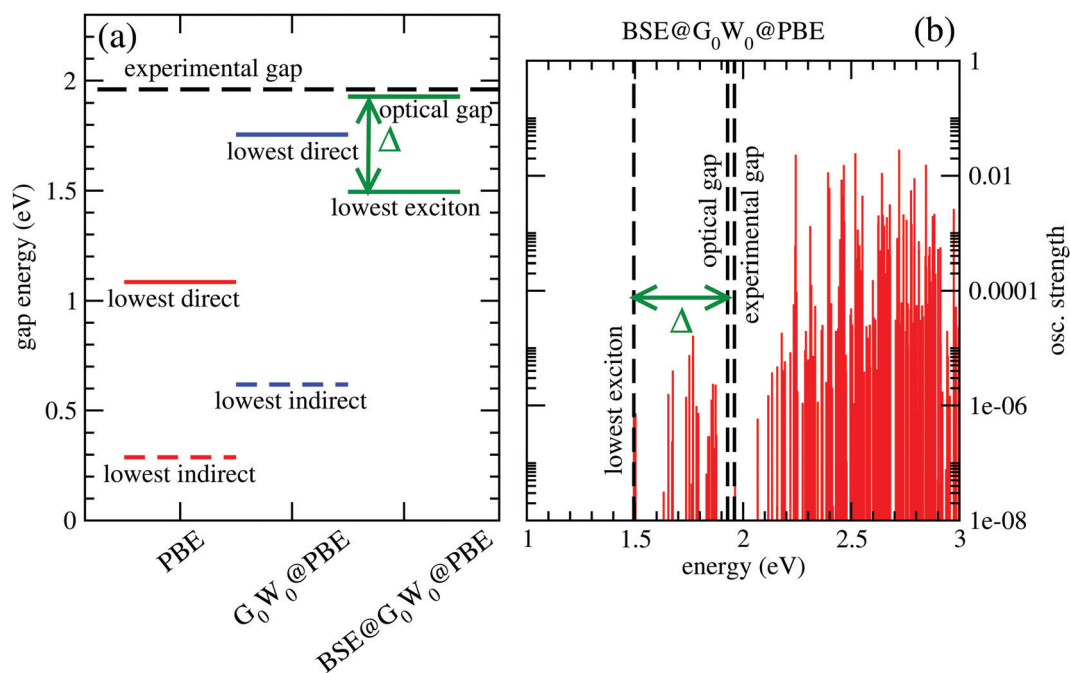 BSE@G₀W₀@PBE
(a)
(b)
experimental gap
optical gap
lowest direct
Δ
lowest exciton
lowest direct
lowest indirect
lowest indirect
gap energy (eV)
2
1.5
1
0.5
0
PBE
G₀W₀@PBE
BSE@G₀W₀@PBE
lowest exciton
Δ
optical gap
experimental gap
1
0.01
0.0001
1e-06
1e-08
osc. strength
1
1.5
2
2.5
3
energy (eV)